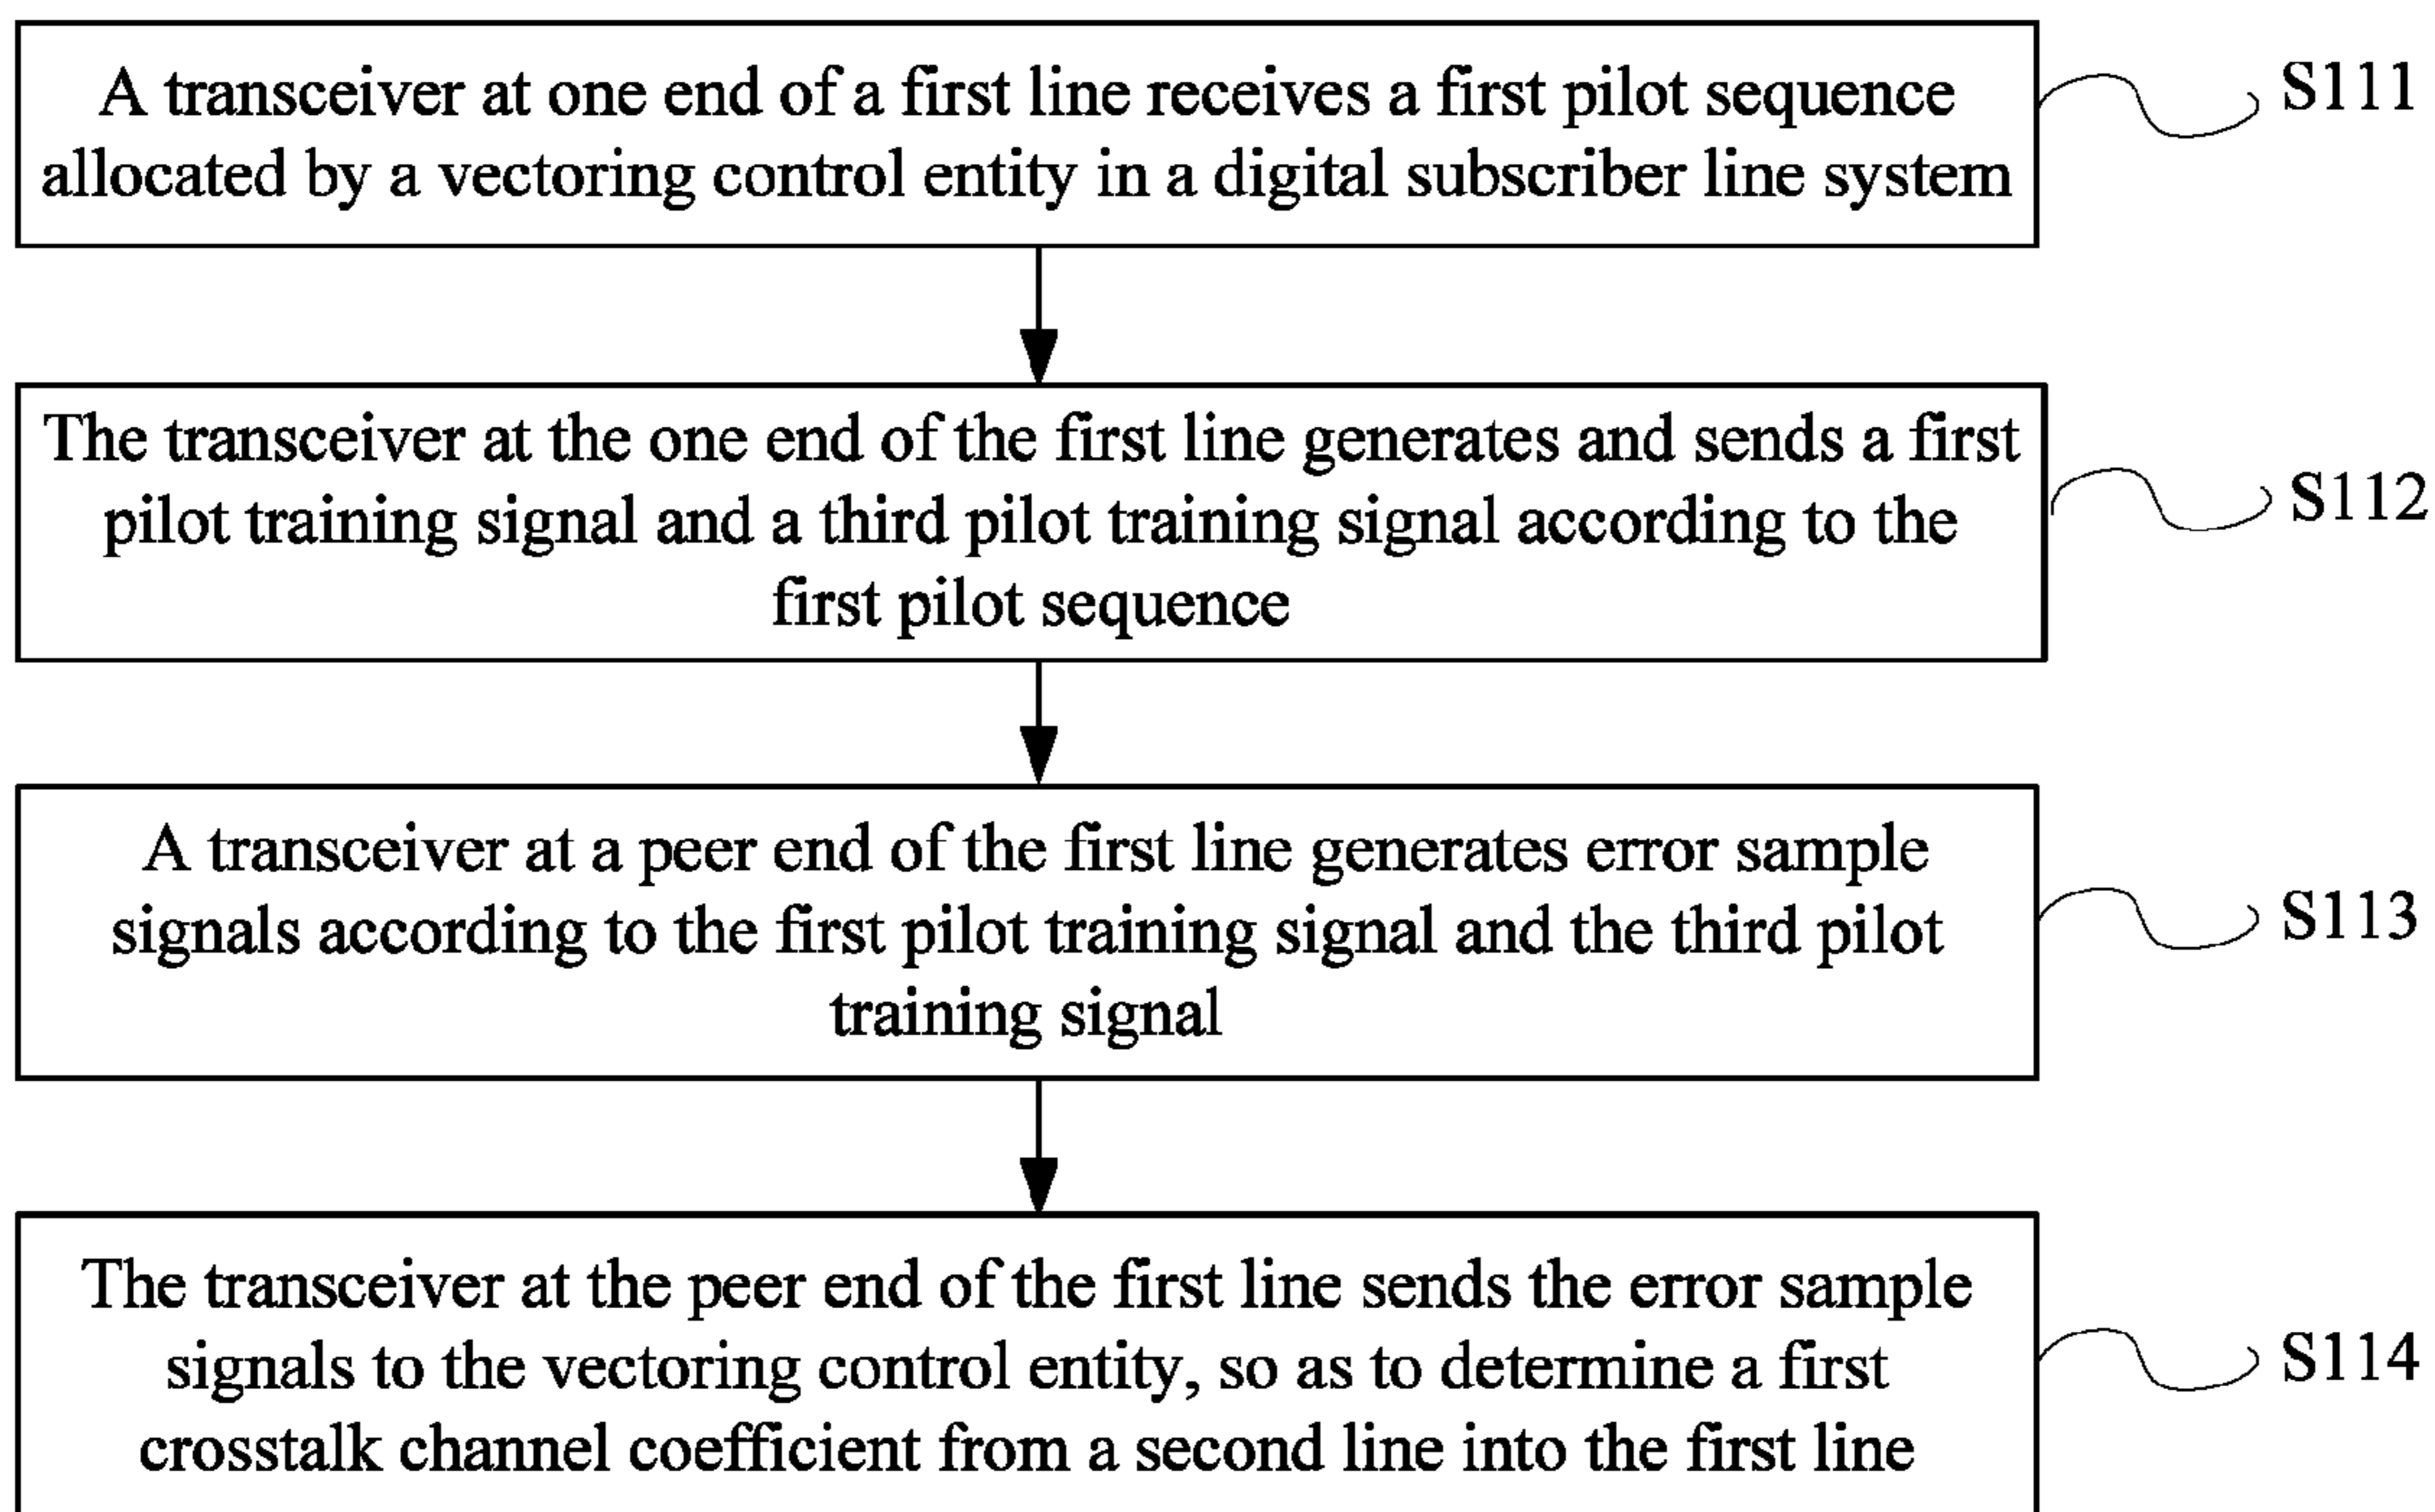 A transceiver at one end of a first line receives a first pilot sequence
allocated by a vectoring control entity in a digital subscriber line system
S111
The transceiver at the one end of the first line generates and sends a first
pilot training signal and a third pilot training signal according to the
first pilot sequence
S112
A transceiver at a peer end of the first line generates error sample
signals according to the first pilot training signal and the third pilot
training signal
S113
The transceiver at the peer end of the first line sends the error sample
signals to the vectoring control entity, so as to determine a first
crosstalk channel coefficient from a second line into the first line
S114